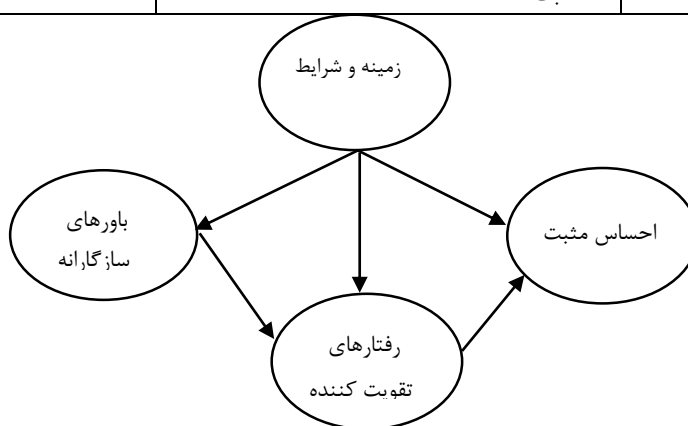 زمینه و شرایط
باورهای
سازگارانه
احساس مثبت
رفتارهای
تقویت کننده